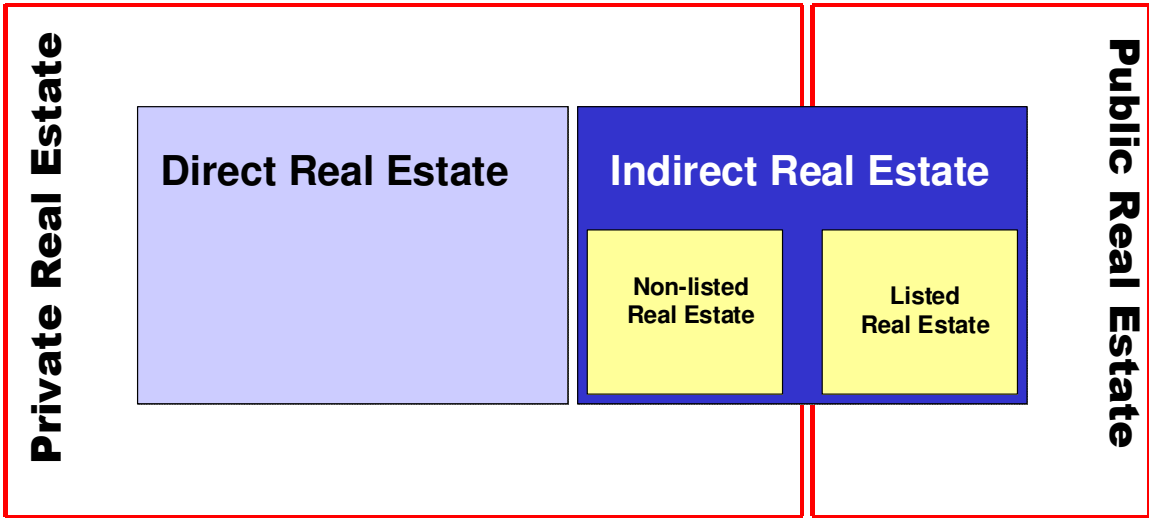 Private Real Estate
Direct Real Estate
Indirect Real Estate
Non-listed
Real Estate
Listed
Real Estate
Public Real Estate